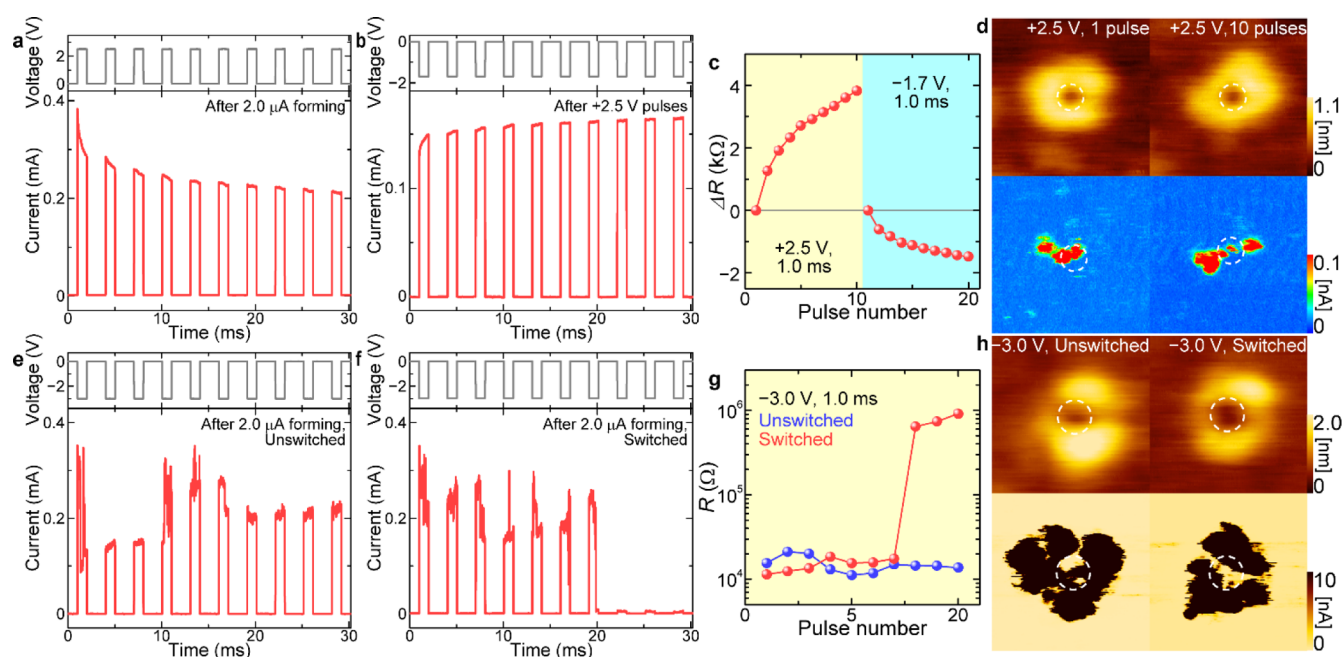 a
Voltage (V)
2
0
After 2.0 μA forming
Current (mA)
0.4
0.2
0
0 10 20 30
Time (ms)
b
Voltage (V)
0
−2
After +2.5 V pulses
Current (mA)
0.1
0
0 10 20 30
Time (ms)
c
ΔR (kΩ)
4
2
0
−2
−1.7 V,
1.0 ms
+2.5 V,
1.0 ms
0 10 20
Pulse number
d
+2.5 V, 1 pulse
+2.5 V, 10 pulses
1.1
[nm]
0
0.1
[nA]
0
e
Voltage (V)
0
−2
After 2.0 μA forming,
Unswitched
Current (mA)
0.4
0.2
0
0 10 20 30
Time (ms)
f
0
−2
After 2.0 μA forming,
Switched
Current (mA)
0.4
0.2
0
0 10 20 30
Time (ms)
g
R (Ω)
10⁶
10⁵
10⁴
−3.0 V, 1.0 ms
Unswitched
Switched
0 5 20
Pulse number
h
−3.0 V, Unswitched
−3.0 V, Switched
2.0
[nm]
0
10
[nA]
0